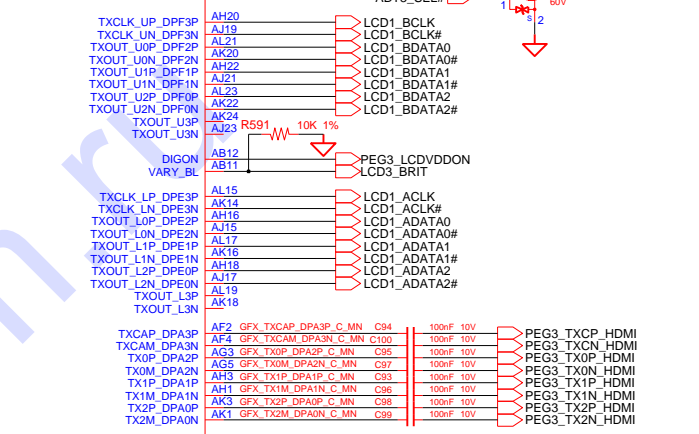 1
S
2
60V
TXCLK_UP_DPF3P AH20 LCD1_BCLK
TXCLK_UN_DPF3N AJ19 LCD1_BCLK#
TXOUT_U0P_DPF2P AL21 LCD1_BDATA0
TXOUT_U0N_DPF2N AK20 LCD1_BDATA0#
TXOUT_U1P_DPF1P AH22 LCD1_BDATA1
TXOUT_U1N_DPF1N AJ21 LCD1_BDATA1#
TXOUT_U2P_DPF0P AL23 LCD1_BDATA2
TXOUT_U2N_DPF0N AK22 LCD1_BDATA2#
TXOUT_U3P AK24
TXOUT_U3N AJ23 R591 10K 1%
DIGON AB12 PEG3_LCDVDDON
VARY_BL AB11 LCD3_BRIT
TXCLK_LP_DPE3P AL15 LCD1_ACLK
TXCLK_LN_DPE3N AK14 LCD1_ACLK#
TXOUT_L0P_DPE2P AH16 LCD1_ADATA0
TXOUT_L0N_DPE2N AJ15 LCD1_ADATA0#
TXOUT_L1P_DPE1P AL17 LCD1_ADATA1
TXOUT_L1N_DPE1N AK16 LCD1_ADATA1#
TXOUT_L2P_DPE0P AH18 LCD1_ADATA2
TXOUT_L2N_DPE0N AJ17 LCD1_ADATA2#
TXOUT_L3P AL19
TXOUT_L3N AK18
TXCAP_DPA3P AF2 GFX_TXCAP_DPA3P_C_MN C94 100nF 10V PEG3_TXCP_HDMI
TXCAM_DPA3N AF4 GFX_TXCAM_DPA3N_C_MN C100 100nF 10V PEG3_TXCN_HDMI
TX0P_DPA2P AG3 GFX_TX0P_DPA2P_C_MN C95 100nF 10V PEG3_TX0P_HDMI
TX0M_DPA2N AG5 GFX_TX0M_DPA2N_C_MN C97 100nF 10V PEG3_TX0N_HDMI
TX1P_DPA1P AH3 GFX_TX1P_DPA1P_C_MN C93 100nF 10V PEG3_TX1P_HDMI
TX1M_DPA1N AH1 GFX_TX1M_DPA1N_C_MN C96 100nF 10V PEG3_TX1N_HDMI
TX2P_DPA0P AK3 GFX_TX2P_DPA0P_C_MN C98 100nF 10V PEG3_TX2P_HDMI
TX2M_DPA0N AK1 GFX_TX2M_DPA0N_C_MN C99 100nF 10V PEG3_TX2N_HDMI